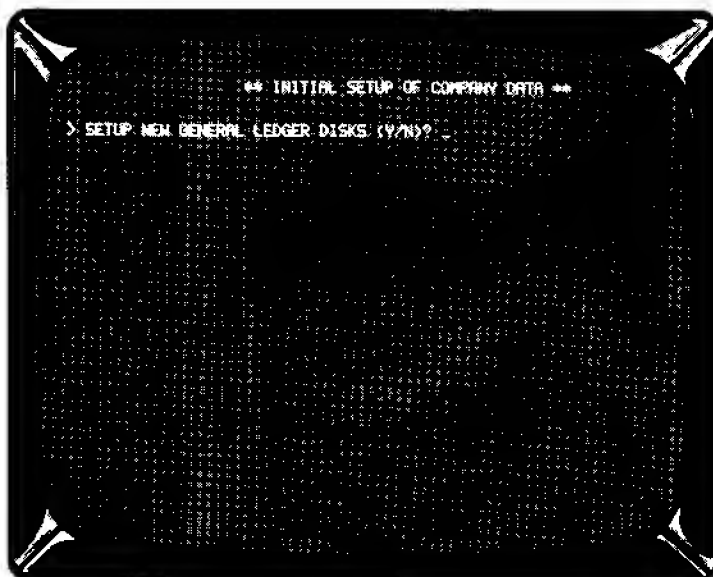 ** INITIAL SETUP OF COMPANY DATA **
> SETUP NEW GENERAL LEDGER DISKS (Y/N)? _